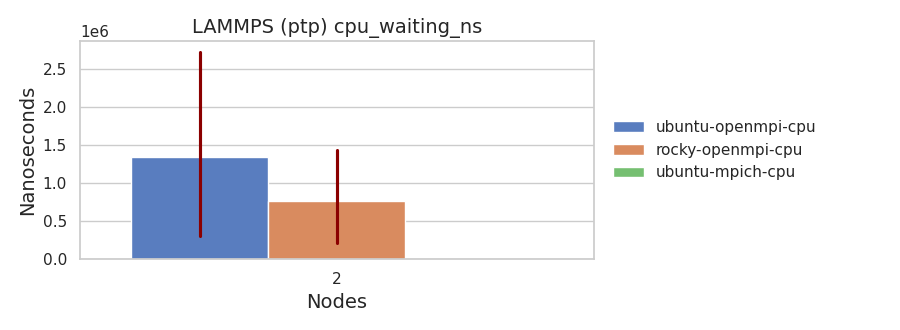 LAMMPS (ptp) cpu_waiting_ns
1e6
2.5
2.0
1.5
1.0
0.5
0.0
Nanoseconds
2
Nodes
ubuntu-openmpi-cpu
rocky-openmpi-cpu
ubuntu-mpich-cpu